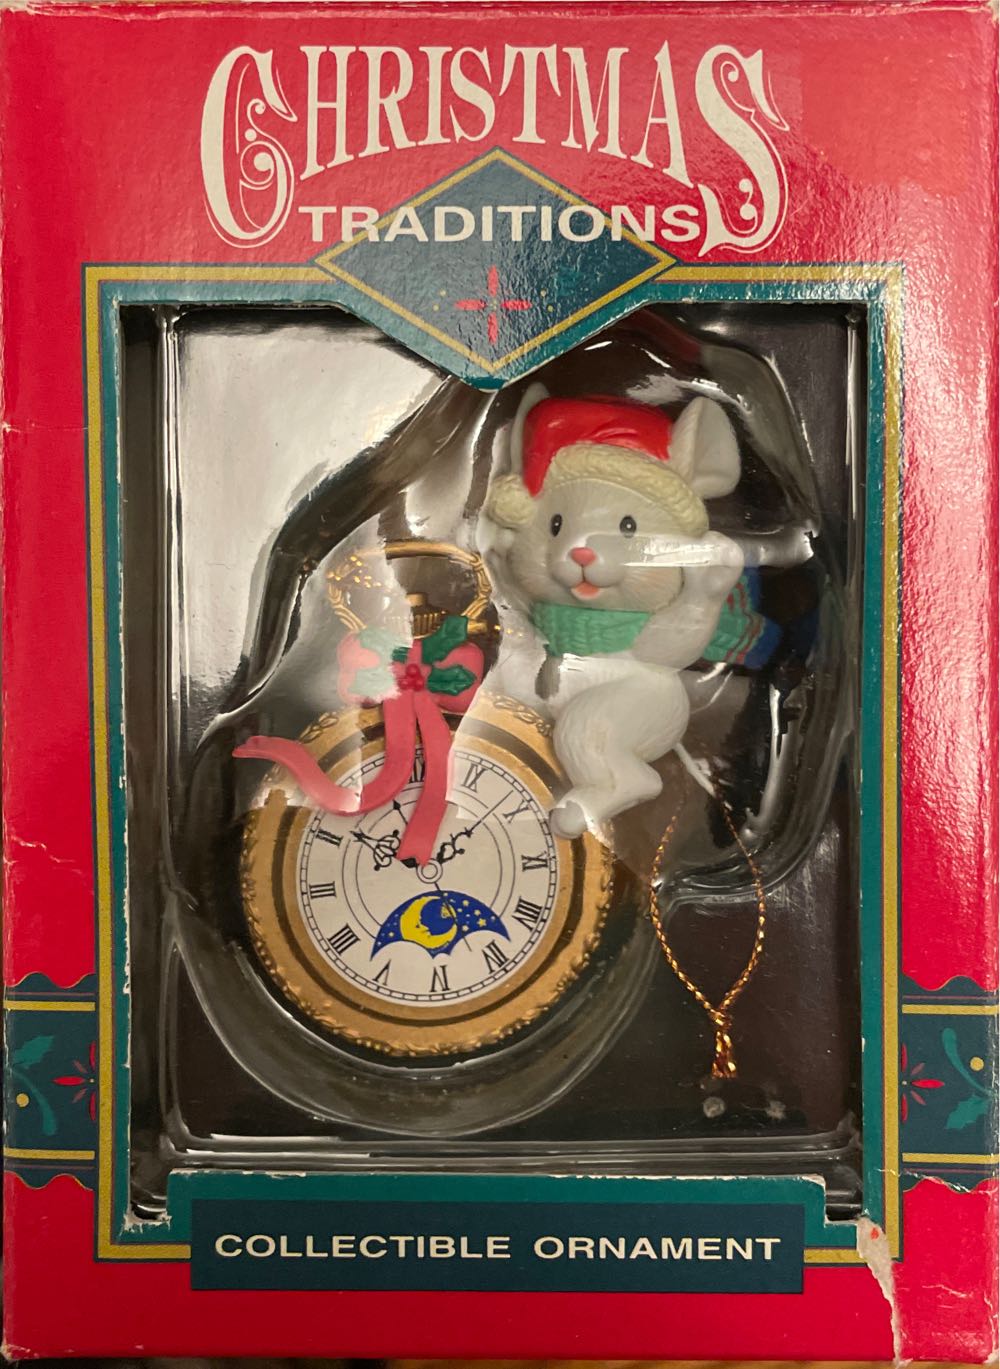 CHRISTMAS
TRADITIONS
COLLECTIBLE ORNAMENT